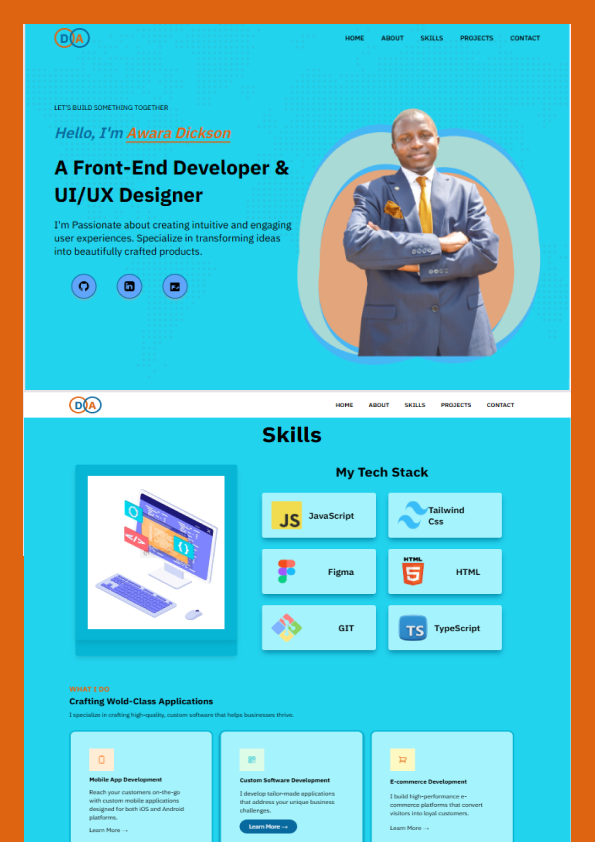 DA
HOME ABOUT SKILLS PROJECTS CONTACT
LET'S BUILD SOMETHING TOGETHER
Hello, I'm Awara Dickson
A Front-End Developer &
UI/UX Designer
I'm Passionate about creating intuitive and engaging
user experiences. Specialize in transforming ideas
into beautifully crafted products.
in
DA
HOME ABOUT SKILLS PROJECTS CONTACT
Skills
My Tech Stack
JS JavaScript
Tailwind
Css
</>
Figma
HTML
5
HTML
GIT
TS TypeScript
WHAT I DO
Crafting Wold-Class Applications
I specialize in crafting high-quality, custom software that helps businesses thrive.
Mobile App Development
Reach your customers on-the-go
with custom mobile applications
designed for both iOS and Android
platforms.
Learn More →
Custom Software Development
I develop tailor-made applications
that address your unique business
challenges.
Learn More →
E-commerce Development
I build high-performance e-
commerce platforms that convert
visitors into loyal customers.
Learn More →